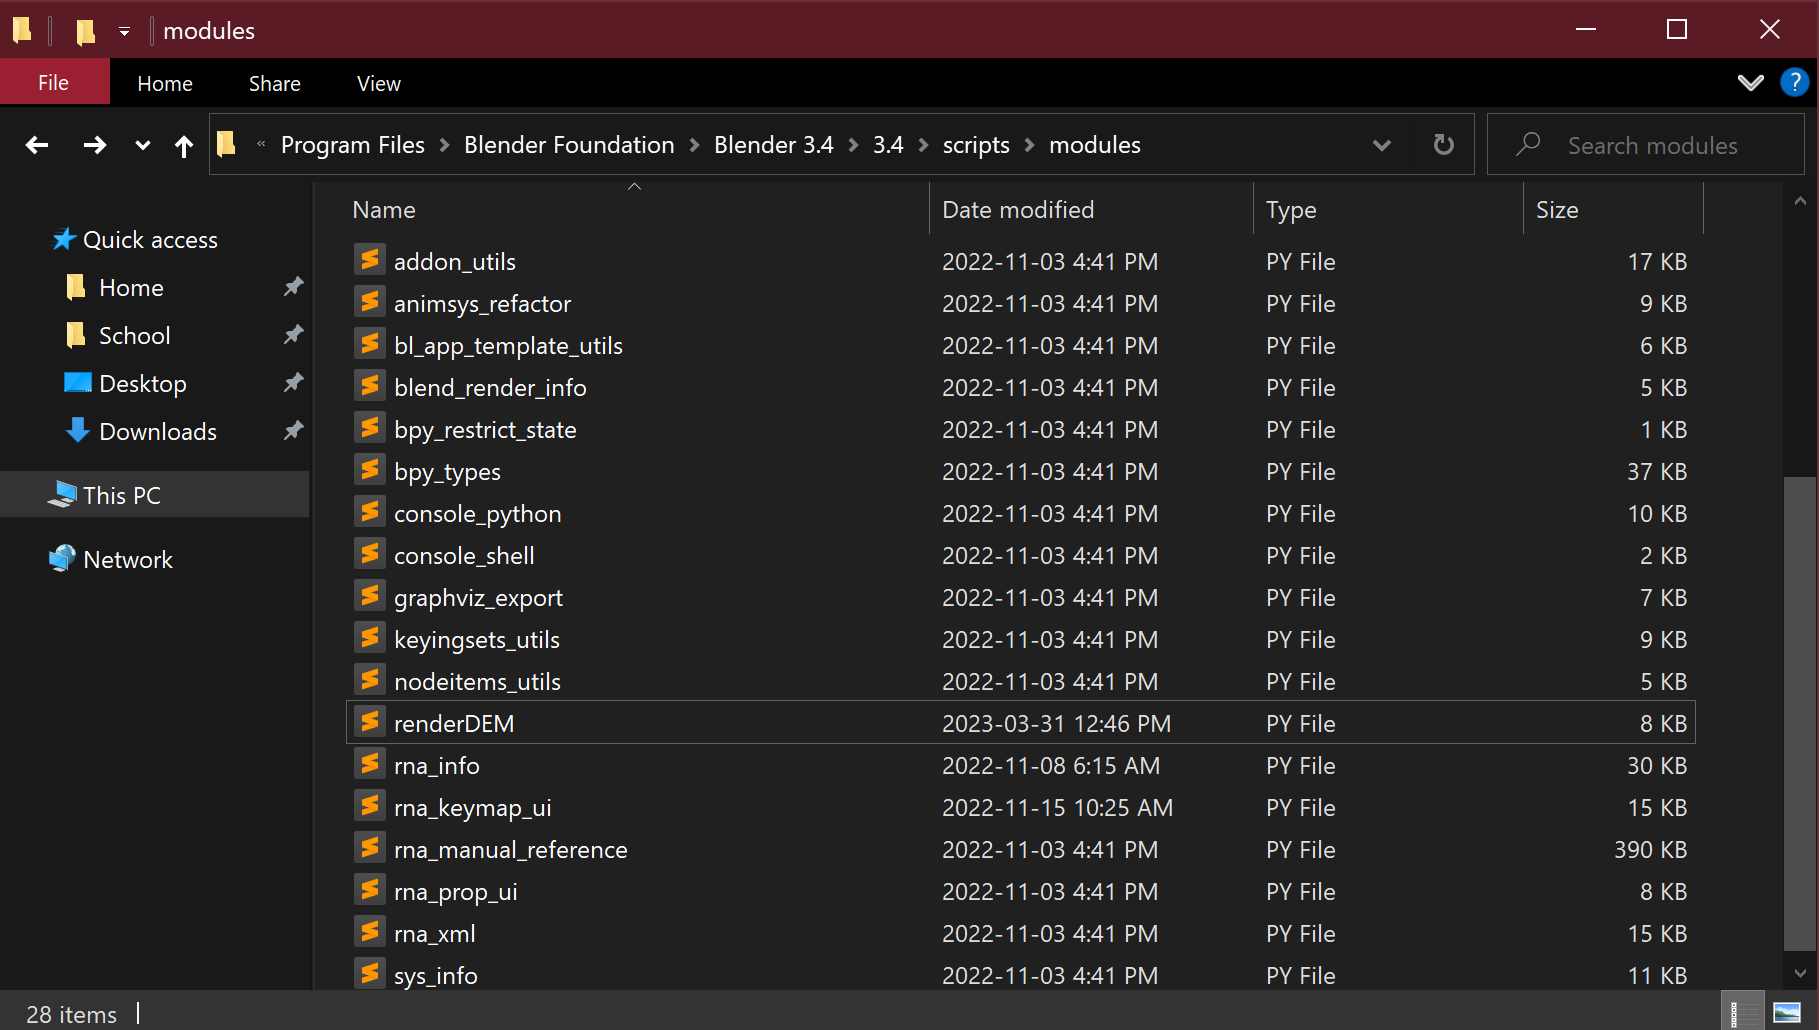 modules
File Home Share View
« Program Files Blender Foundation Blender 3.4 3.4 scripts modules Search modules
Name Date modified Type Size
Quick access
Home
School
Desktop
Downloads
This PC
Network
addon_utils 2022-11-03 4:41 PM PY File 17 KB
animsys_refactor 2022-11-03 4:41 PM PY File 9 KB
bl_app_template_utils 2022-11-03 4:41 PM PY File 6 KB
blend_render_info 2022-11-03 4:41 PM PY File 5 KB
bpy_restrict_state 2022-11-03 4:41 PM PY File 1 KB
bpy_types 2022-11-03 4:41 PM PY File 37 KB
console_python 2022-11-03 4:41 PM PY File 10 KB
console_shell 2022-11-03 4:41 PM PY File 2 KB
graphviz_export 2022-11-03 4:41 PM PY File 7 KB
keyingsets_utils 2022-11-03 4:41 PM PY File 9 KB
nodeitems_utils 2022-11-03 4:41 PM PY File 5 KB
renderDEM 2023-03-31 12:46 PM PY File 8 KB
rna_info 2022-11-08 6:15 AM PY File 30 KB
rna_keymap_ui 2022-11-15 10:25 AM PY File 15 KB
rna_manual_reference 2022-11-03 4:41 PM PY File 390 KB
rna_prop_ui 2022-11-03 4:41 PM PY File 8 KB
rna_xml 2022-11-03 4:41 PM PY File 15 KB
sys_info 2022-11-03 4:41 PM PY File 11 KB
28 items